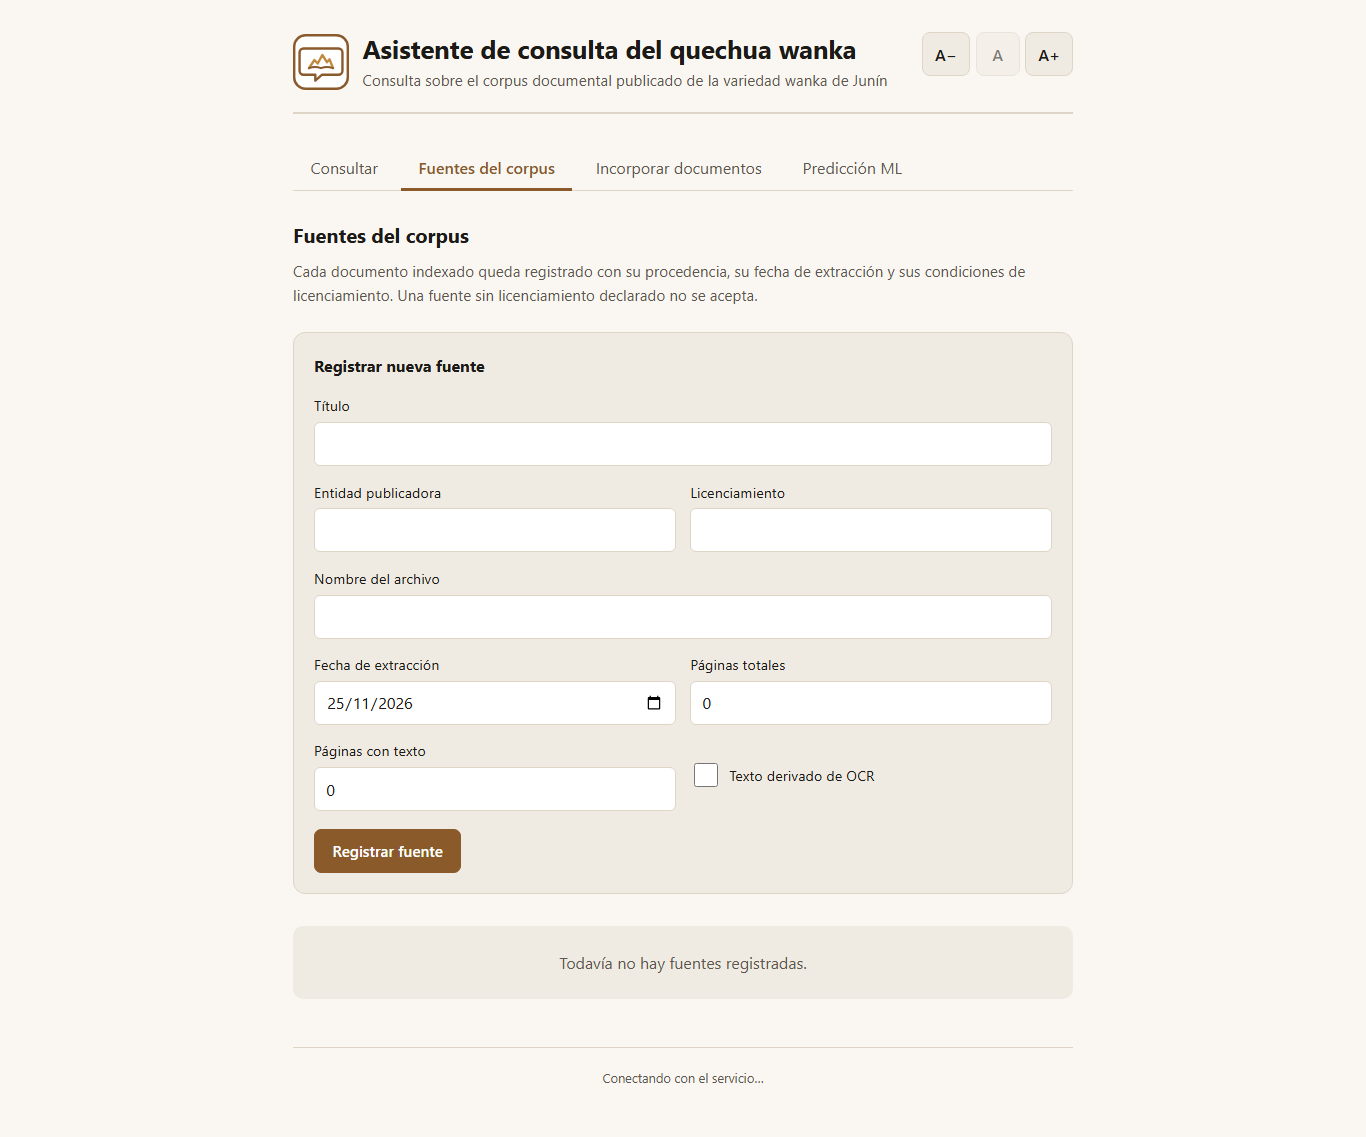 Asistente de consulta del quechua wanka
Consulta sobre el corpus documental publicado de la variedad wanka de Junín
A−
A
A+
Consultar
Fuentes del corpus
Incorporar documentos
Predicción ML
Fuentes del corpus
Cada documento indexado queda registrado con su procedencia, su fecha de extracción y sus condiciones de
licenciamiento. Una fuente sin licenciamiento declarado no se acepta.
Registrar nueva fuente
Título
Entidad publicadora
Licenciamiento
Nombre del archivo
Fecha de extracción
Páginas totales
25/11/2026
0
Páginas con texto
0
Texto derivado de OCR
Registrar fuente
Todavía no hay fuentes registradas.
Conectando con el servicio…